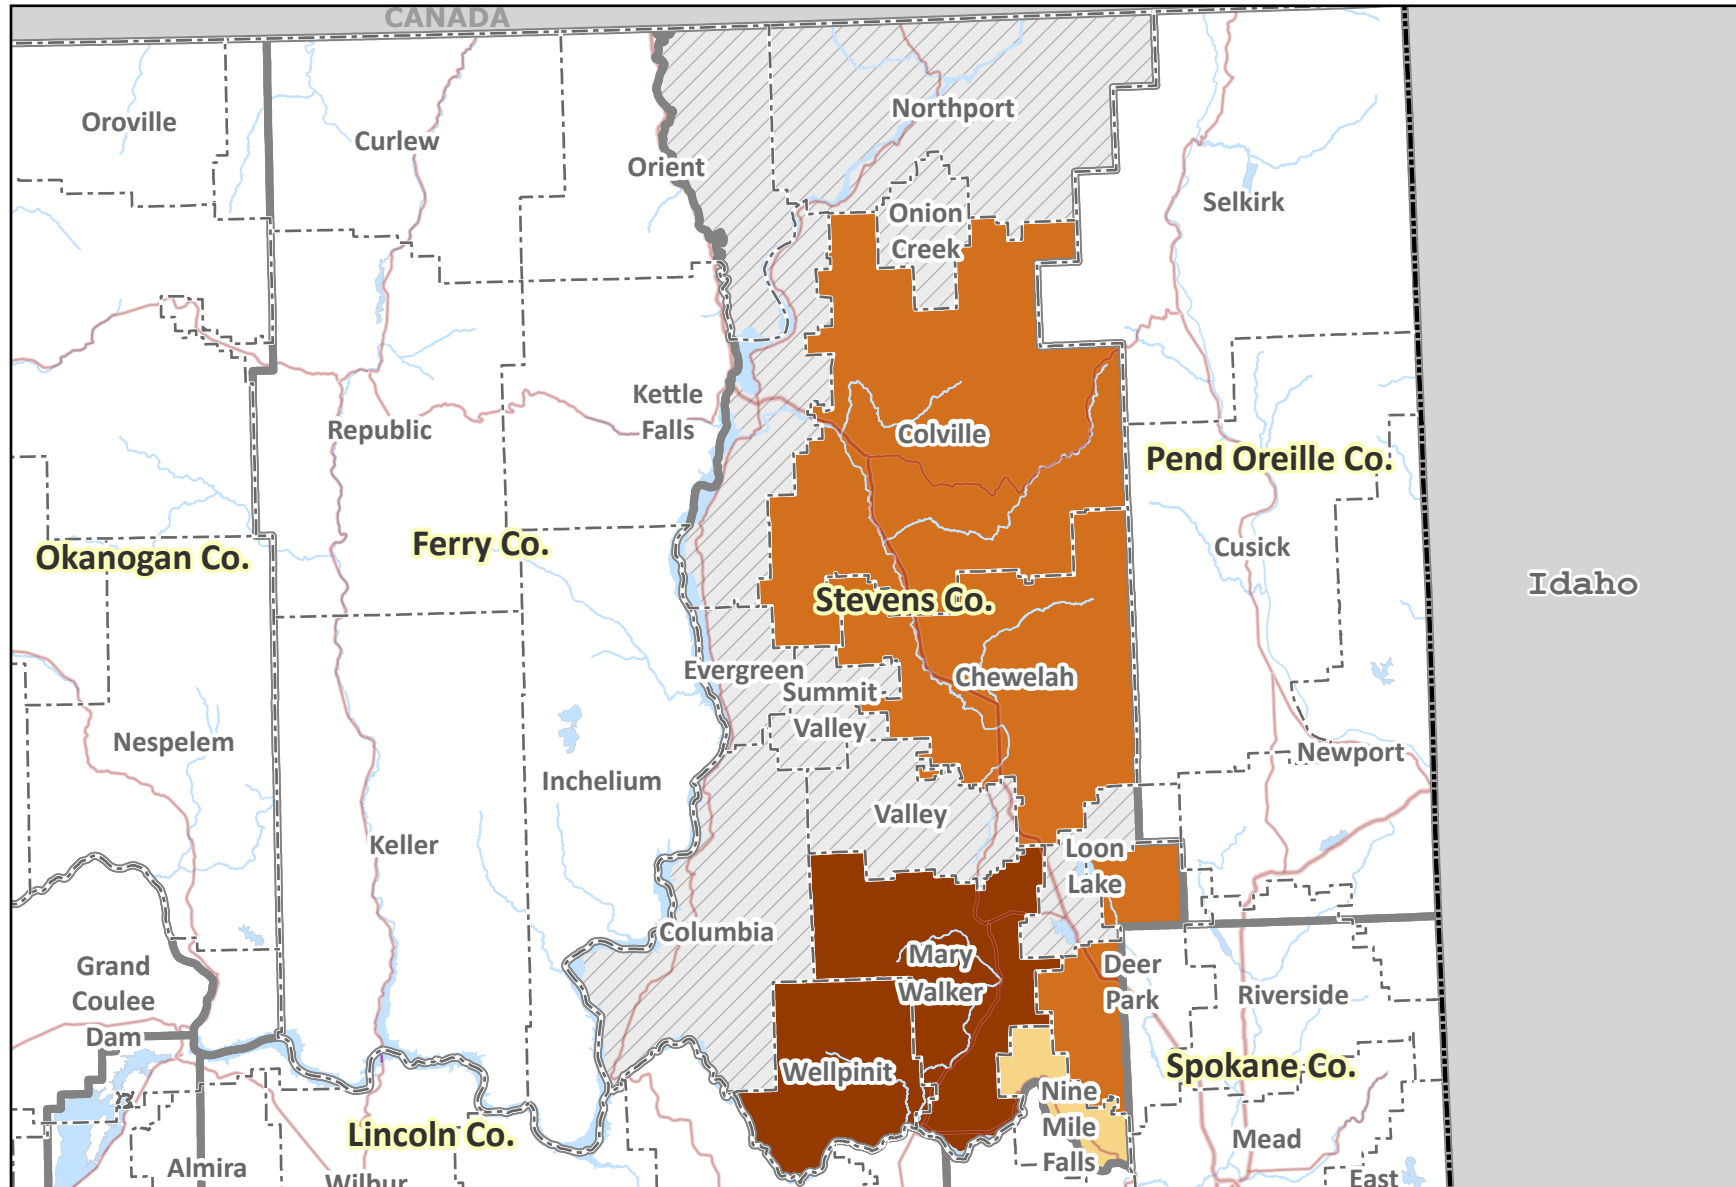 CANADA
Northport
Oroville
Curlew
Orient
Selkirk
Onion
Creek
Kettle
Falls
Republic
Colville
Pend Oreille Co.
Okanogan Co.
Ferry Co.
Cusick
Idaho
Stevens Co.
Evergreen
Summit
Valley
Chewelah
Nespelem
Newport
Inchelium
Valley
Keller
Loon
Lake
Columbia
Mary
Walker
Deer
Park
Grand
Coulee
Dam
Riverside
Wellpinit
Spokane Co.
Nine
Mile
Falls
Lincoln Co.
Mead
Almira
Wilbur
East